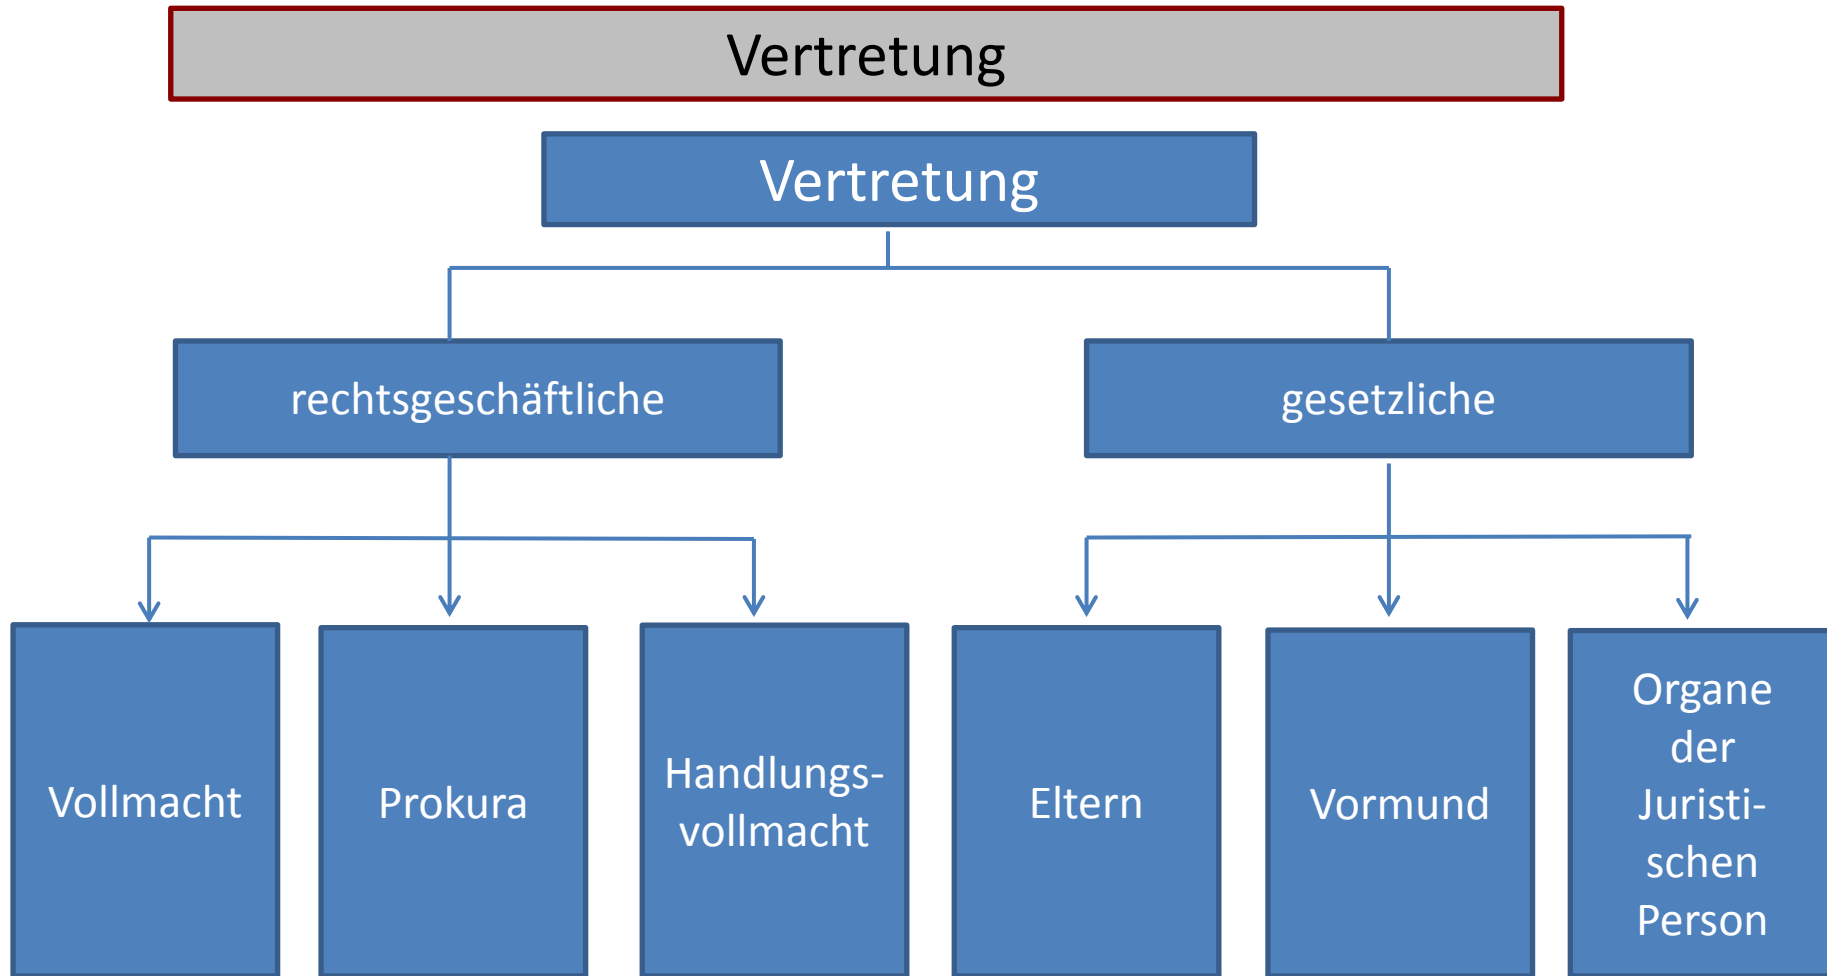 Vertretung
Vertretung
rechtsgeschäftliche
gesetzliche
Vollmacht
Prokura
Handlungs-
vollmacht
Eltern
Vormund
Organe
der
Juristi-
schen
Person